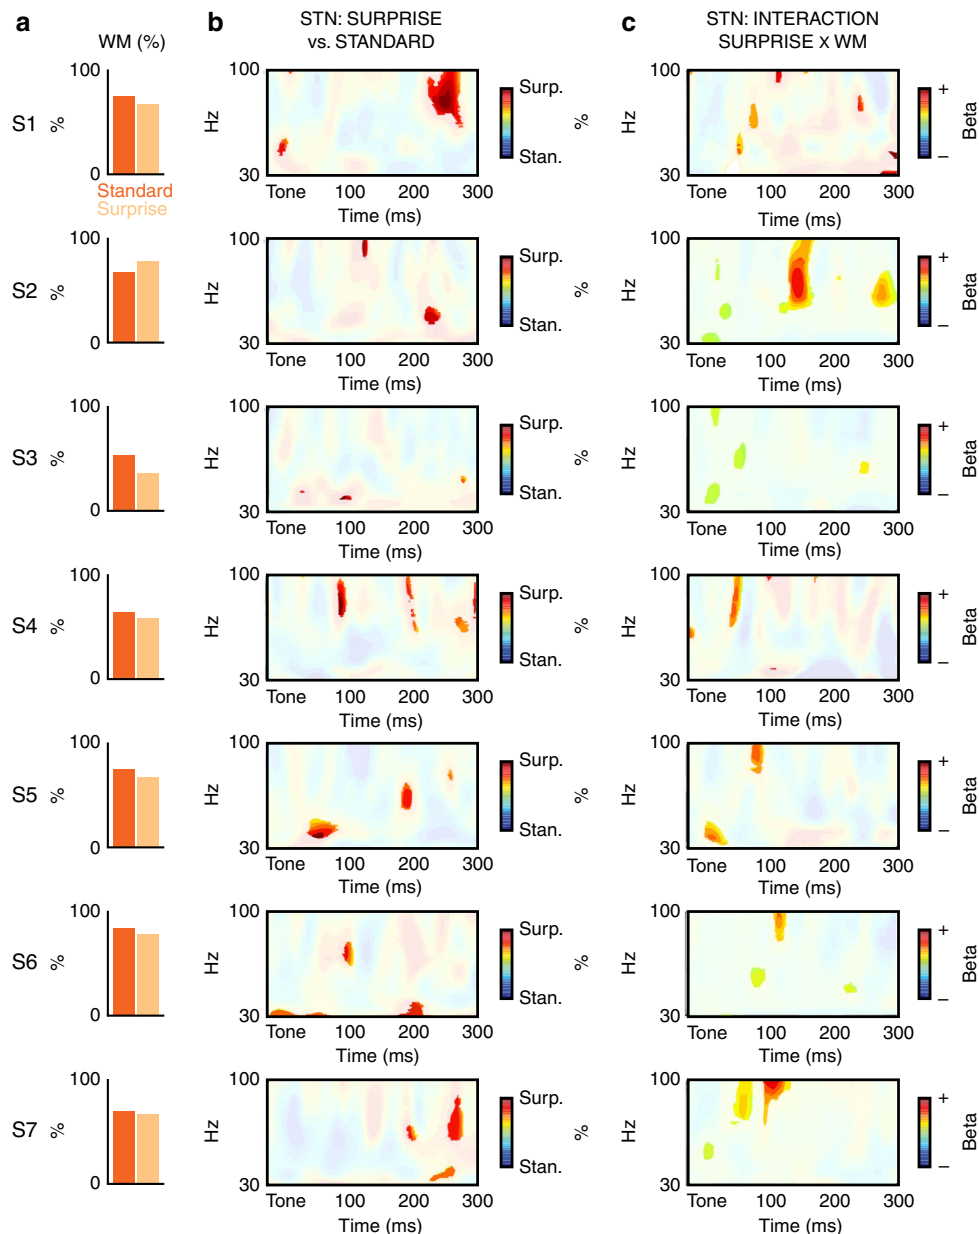 a
b
c
WM (%)
STN: SURPRISE
vs. STANDARD
STN: INTERACTION
SURPRISE X WM
S1
%
100
0
Standard
Surprise
Hz
100
30
Tone
100
200
300
Time (ms)
Surp.
Stan.
%
Hz
100
30
Tone
100
200
300
Time (ms)
+
–
Beta
S2
%
100
0
Hz
100
30
Tone
100
200
300
Time (ms)
Surp.
Stan.
%
Hz
100
30
Tone
100
200
300
Time (ms)
+
–
Beta
S3
%
100
0
Hz
100
30
Tone
100
200
300
Time (ms)
Surp.
Stan.
%
Hz
100
30
Tone
100
200
300
Time (ms)
+
–
Beta
S4
%
100
0
Hz
100
30
Tone
100
200
300
Time (ms)
Surp.
Stan.
%
Hz
100
30
Tone
100
200
300
Time (ms)
+
–
Beta
S5
%
100
0
Hz
100
30
Tone
100
200
300
Time (ms)
Surp.
Stan.
%
Hz
100
30
Tone
100
200
300
Time (ms)
+
–
Beta
S6
%
100
0
Hz
100
30
Tone
100
200
300
Time (ms)
Surp.
Stan.
%
Hz
100
30
Tone
100
200
300
Time (ms)
+
–
Beta
S7
%
100
0
Hz
100
30
Tone
100
200
300
Time (ms)
Surp.
Stan.
%
Hz
100
30
Tone
100
200
300
Time (ms)
+
–
Beta